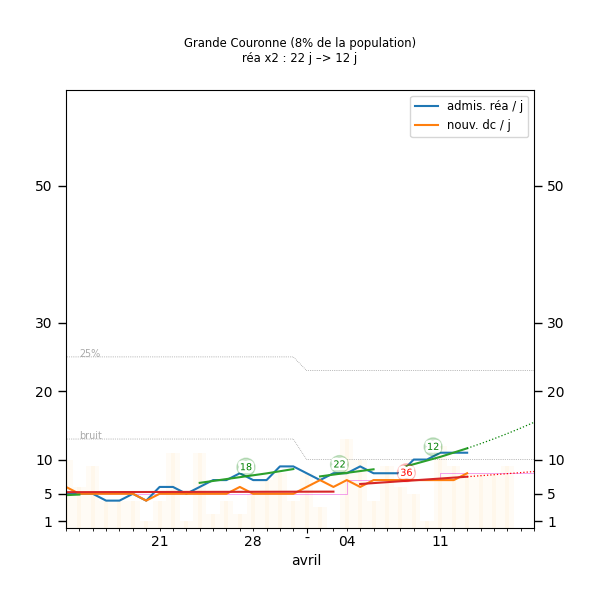 Grande Couronne (8% de la population)
réa x2 : 22 j –> 12 j
admis. réa / j
nouv. dc / j
50 50
30 30
25%
20 20
bruit
12
10 10
18 22
36
5 5
1 1
21 28 - 04 11
avril